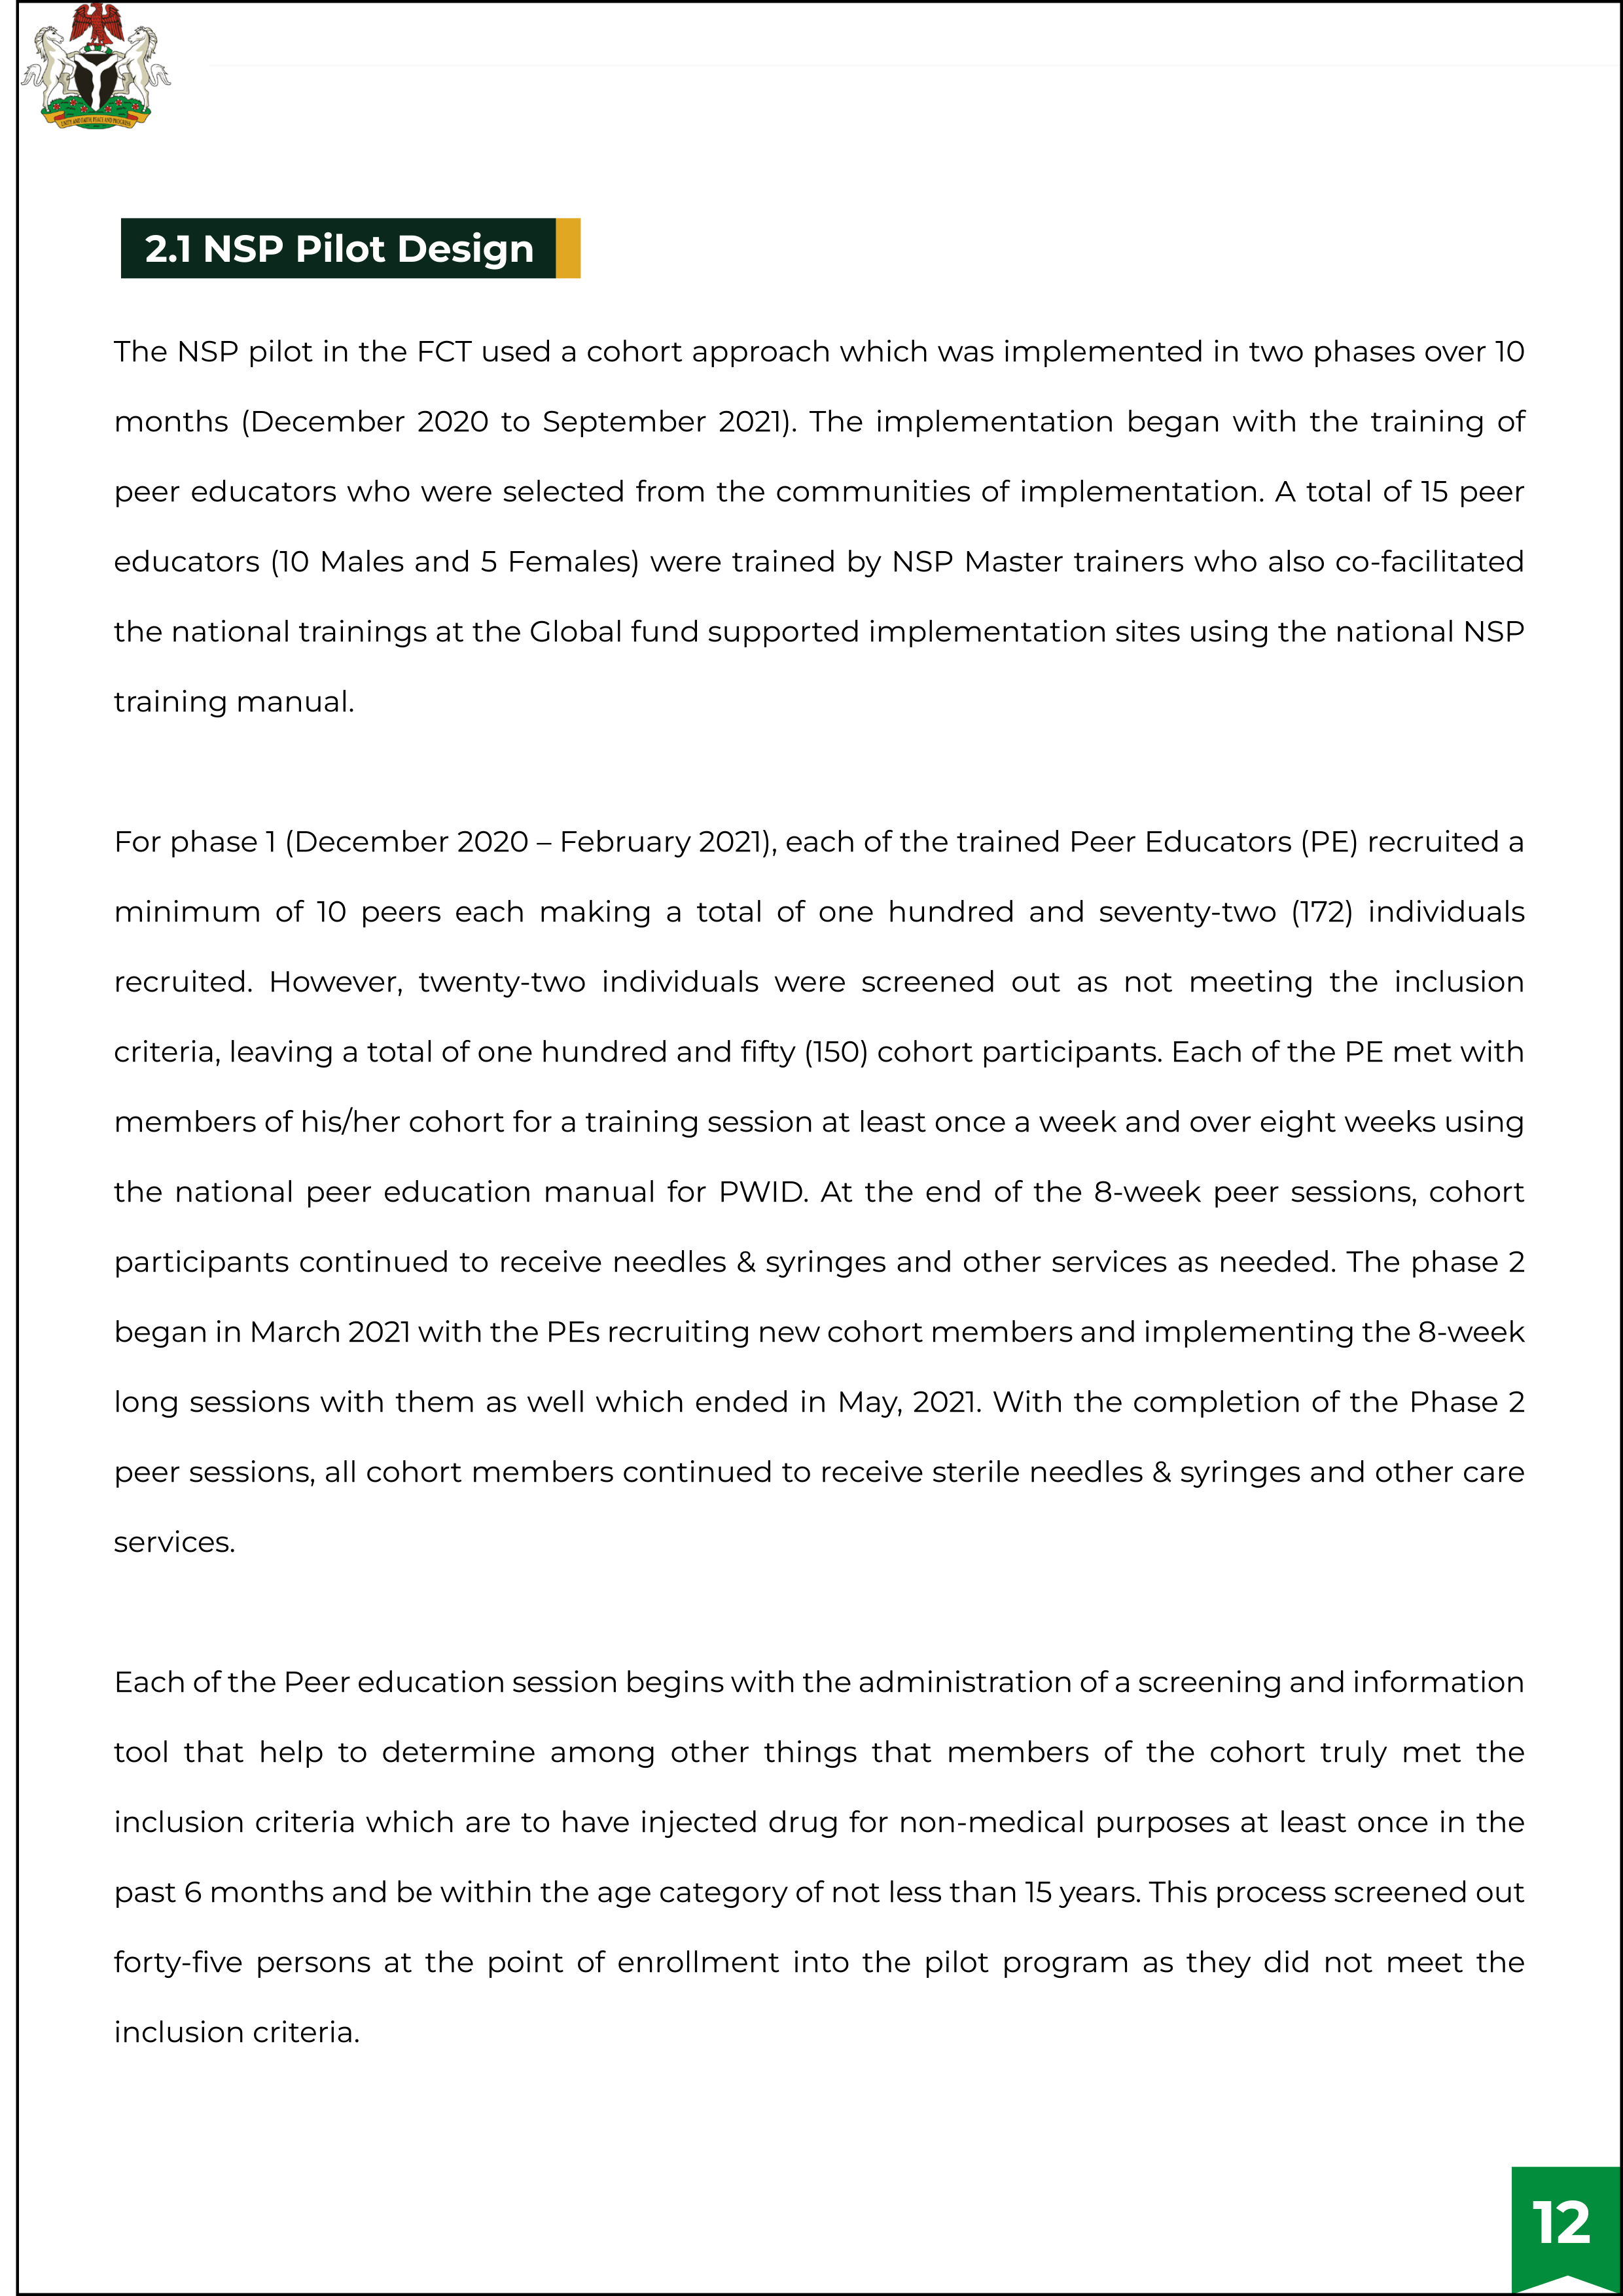 UNITY AND FAITH, PEACE AND PROGRESS
2.1 NSP Pilot Design
The NSP pilot in the FCT used a cohort approach which was implemented in two phases over 10
months (December 2020 to September 2021). The implementation began with the training of
peer educators who were selected from the communities of implementation. A total of 15 peer
educators (10 Males and 5 Females) were trained by NSP Master trainers who also co-facilitated
the national trainings at the Global fund supported implementation sites using the national NSP
training manual.
For phase 1 (December 2020 – February 2021), each of the trained Peer Educators (PE) recruited a
minimum of 10 peers each making a total of one hundred and seventy-two (172) individuals
recruited. However, twenty-two individuals were screened out as not meeting the inclusion
criteria, leaving a total of one hundred and fifty (150) cohort participants. Each of the PE met with
members of his/her cohort for a training session at least once a week and over eight weeks using
the national peer education manual for PWID. At the end of the 8-week peer sessions, cohort
participants continued to receive needles & syringes and other services as needed. The phase 2
began in March 2021 with the PEs recruiting new cohort members and implementing the 8-week
long sessions with them as well which ended in May, 2021. With the completion of the Phase 2
peer sessions, all cohort members continued to receive sterile needles & syringes and other care
services.
Each of the Peer education session begins with the administration of a screening and information
tool that help to determine among other things that members of the cohort truly met the
inclusion criteria which are to have injected drug for non-medical purposes at least once in the
past 6 months and be within the age category of not less than 15 years. This process screened out
forty-five persons at the point of enrollment into the pilot program as they did not meet the
inclusion criteria.
12